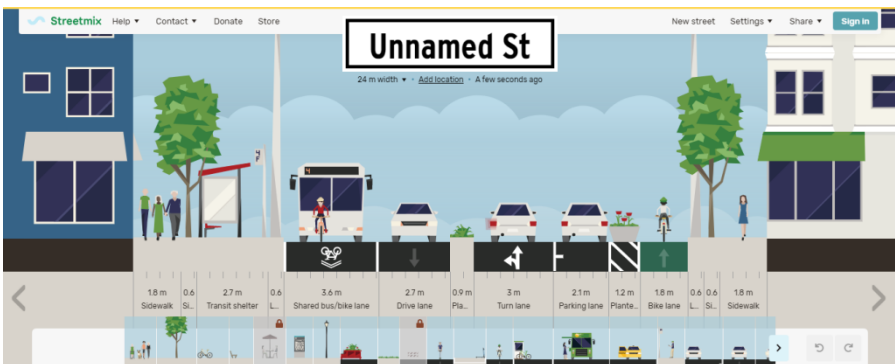 Streetmix Help Contact Donate Store
New street Settings Share Sign in
Unnamed St
24 m width · Add location · A few seconds ago
4
1.8 m 0.6 2.7 m 0.6 3.6 m 2.7 m 0.9 m 3 m 2.1 m 1.2 m 1.8 m 0.6 0.6 1.8 m
Sidewalk Si... Transit shelter L... Shared bus/bike lane Drive lane Pla... Turn lane Parking lane Plante... Bike lane L... Si... Sidewalk